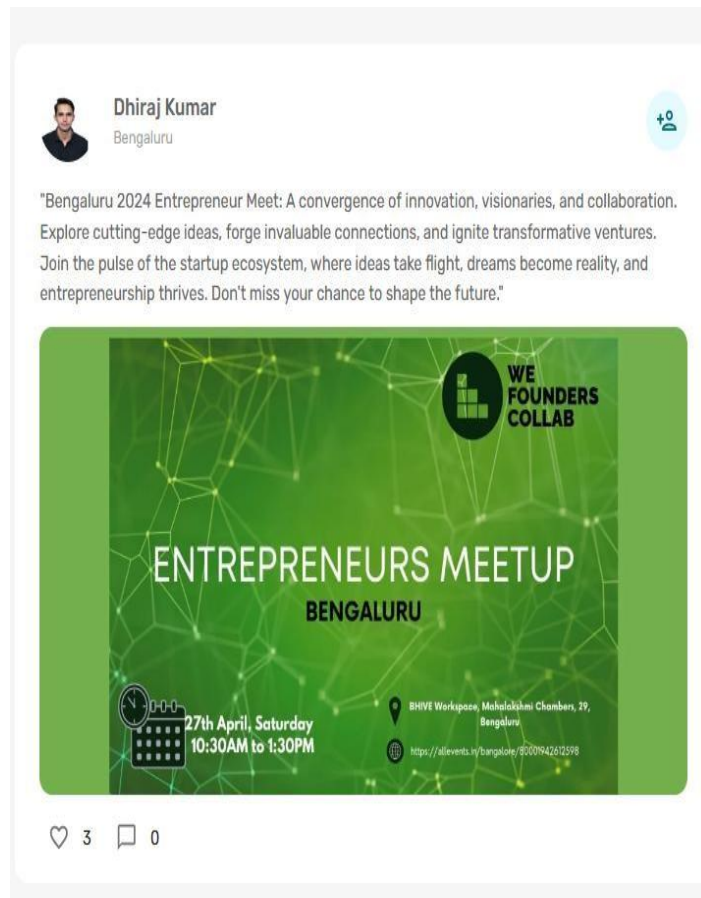 Dhiraj Kumar
Bengaluru
"Bengaluru 2024 Entrepreneur Meet: A convergence of innovation, visionaries, and collaboration.
Explore cutting-edge ideas, forge invaluable connections, and ignite transformative ventures.
Join the pulse of the startup ecosystem, where ideas take flight, dreams become reality, and
entrepreneurship thrives. Don't miss your chance to shape the future."
WE
FOUNDERS
COLLAB
ENTREPRENEURS MEETUP
BENGALURU
27th April, Saturday
10:30AM to 1:30PM
BHIVE Workspace, Mahalakshmi Chambers, 29,
Bengaluru
https://allevents.in/bangalore/80001942612598
3
0